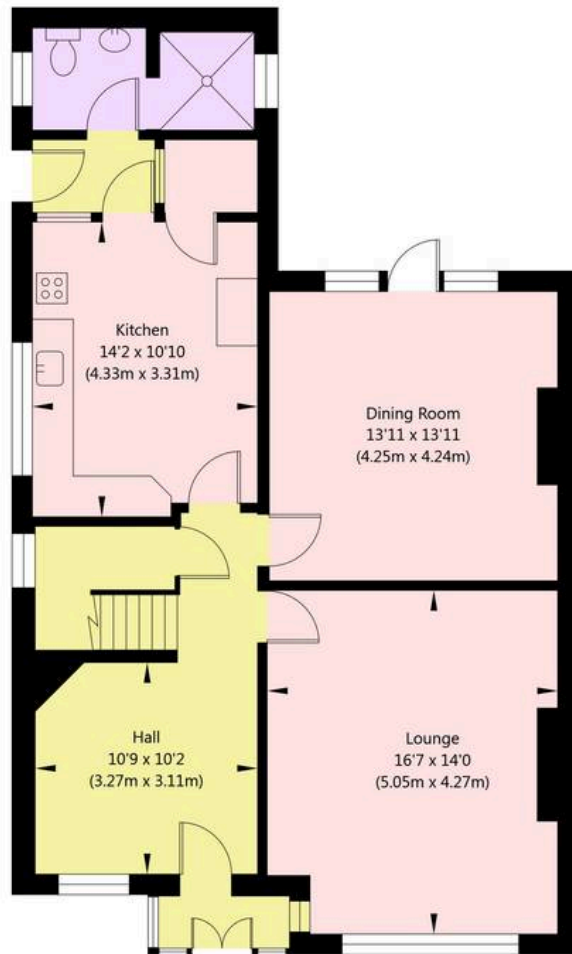 Kitchen
14'2 x 10'10
(4.33m x 3.31m)
Dining Room
13'11 x 13'11
(4.25m x 4.24m)
Hall
10'9 x 10'2
(3.27m x 3.11m)
Lounge
16'7 x 14'0
(5.05m x 4.27m)